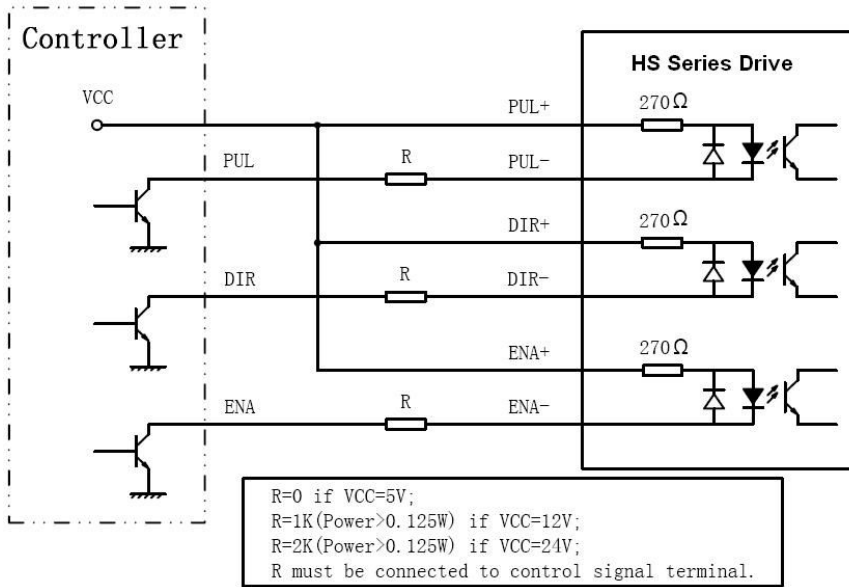 Controller
HS Series Drive
VCC
PUL+
270Ω
PUL
R
PUL-
DIR+
270Ω
DIR
R
DIR-
ENA+
270Ω
ENA
R
ENA-
R=0 if VCC=5V;
R=1K(Power>0.125W) if VCC=12V;
R=2K(Power>0.125W) if VCC=24V;
R must be connected to control signal terminal.